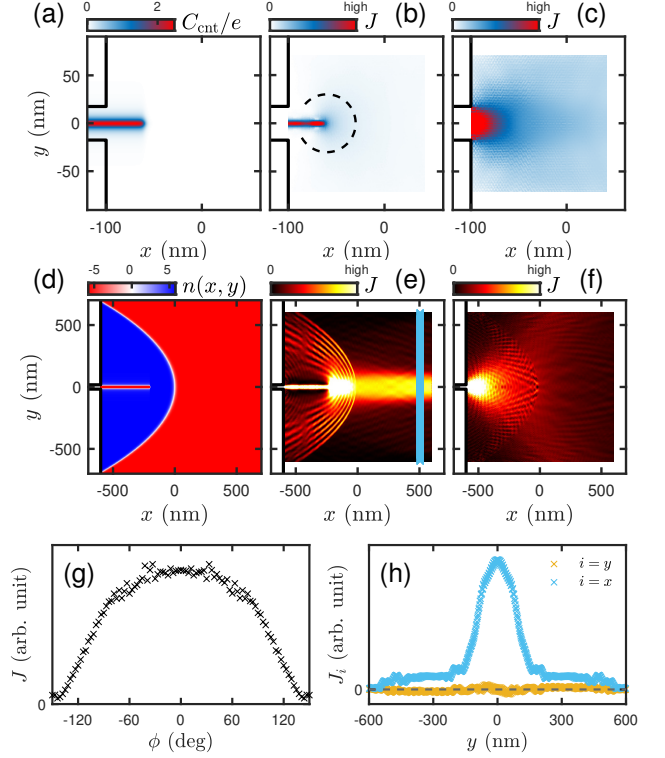 (a) 0 2 C_cnt/e
0 high J (b)
0 high J (c)
y (nm) 50 0 -50
-100 0 -100 0 -100 0
x (nm) x (nm) x (nm)
(d) -5 0 5 n(x, y)
0 high J (e)
0 high J (f)
y (nm) 500 0 -500
-500 0 500 -500 0 500 -500 0 500
x (nm) x (nm) x (nm)
(g)
J (arb. unit)
0
-120 -60 0 60 120
ϕ (deg)
(h)
i = y
i = x
J_i (arb. unit)
0
-600 -300 0 300 600
y (nm)